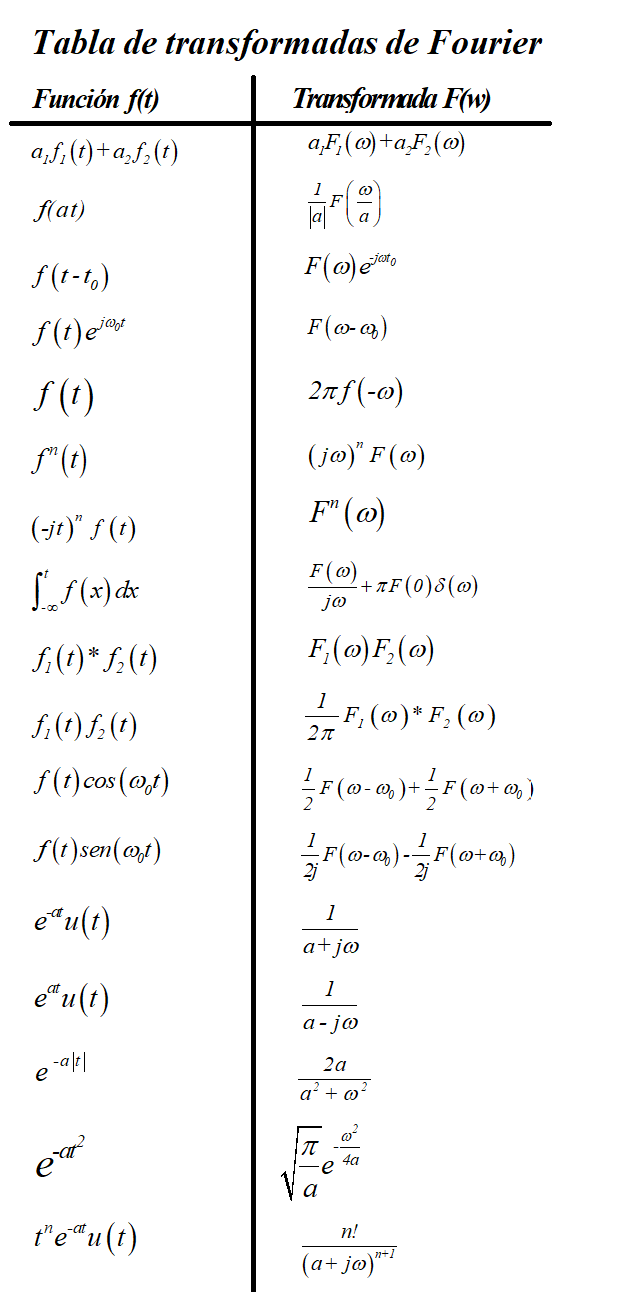 Tabla de transformadas de Fourier
Función f(t) Transformada F(w)
a₁f₁(t)+a₂f₂(t) a₁F₁(ω)+a₂F₂(ω)
f(at) 1/|a| F(ω/a)
f(t-t₀) F(ω)e^(-jωt₀)
f(t)e^(jω₀t) F(ω-ω₀)
f(t) 2πf(-ω)
fⁿ(t) (jω)ⁿ F(ω)
(-jt)ⁿ f(t) Fⁿ(ω)
∫_(-∞)^t f(x)dx F(ω)/jω +πF(0)δ(ω)
f₁(t)*f₂(t) F₁(ω)F₂(ω)
f₁(t)f₂(t) 1/2π F₁(ω)*F₂(ω)
f(t)cos(ω₀t) 1/2 F(ω-ω₀)+1/2 F(ω+ω₀)
f(t)sen(ω₀t) 1/2j F(ω-ω₀)-1/2j F(ω+ω₀)
e^(-at)u(t) 1/(a+jω)
e^(at)u(t) 1/(a-jω)
e^(-a|t|) 2a/(a²+ω²)
e^(-at²) √(π/a) e^(-ω²/4a)
tⁿe^(-at)u(t) n!/(a+jω)^(n+1)